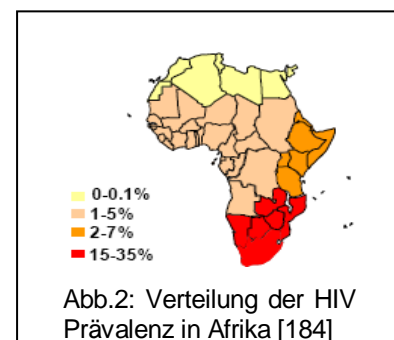 0-0.1%
1-5%
2-7%
15-35%
Abb.2: Verteilung der HIV
Prävalenz in Afrika [184]